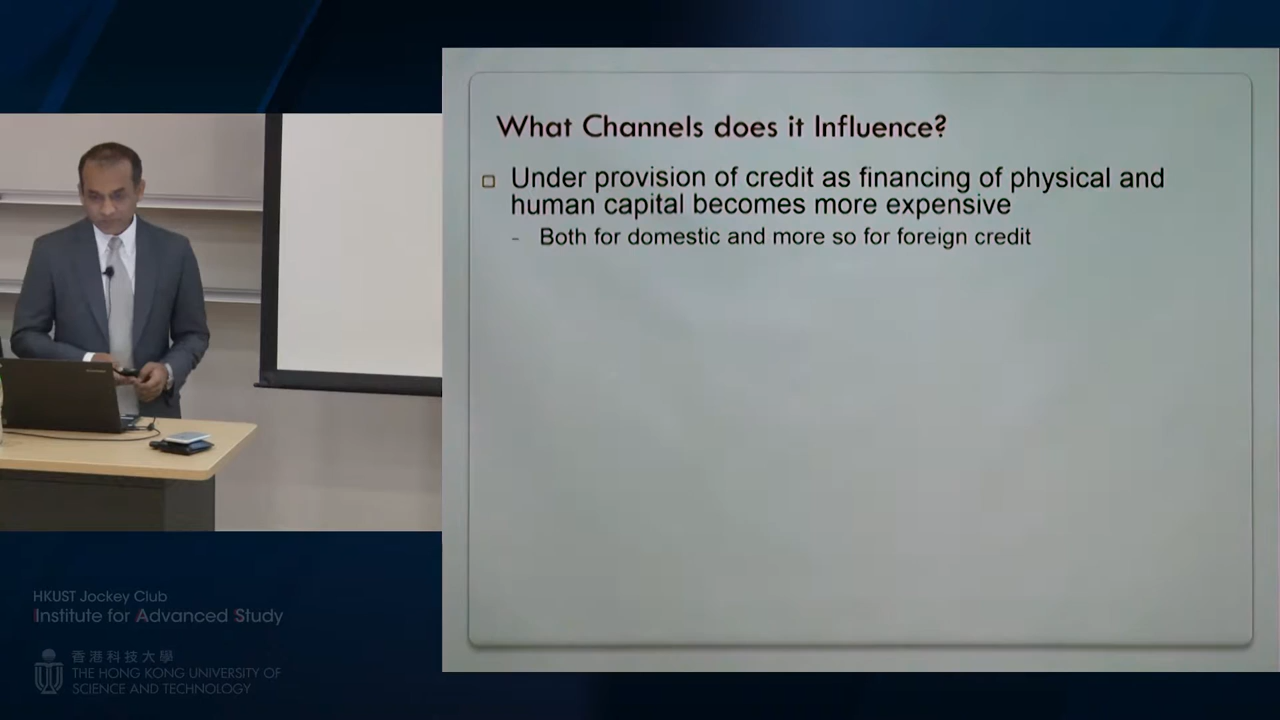 What Channels does it Influence?
Under provision of credit as financing of physical and
human capital becomes more expensive
- Both for domestic and more so for foreign credit
HKUST Jockey Club
Institute for Advanced Study
香港科技大學
THE HONG KONG UNIVERSITY OF
SCIENCE AND TECHNOLOGY